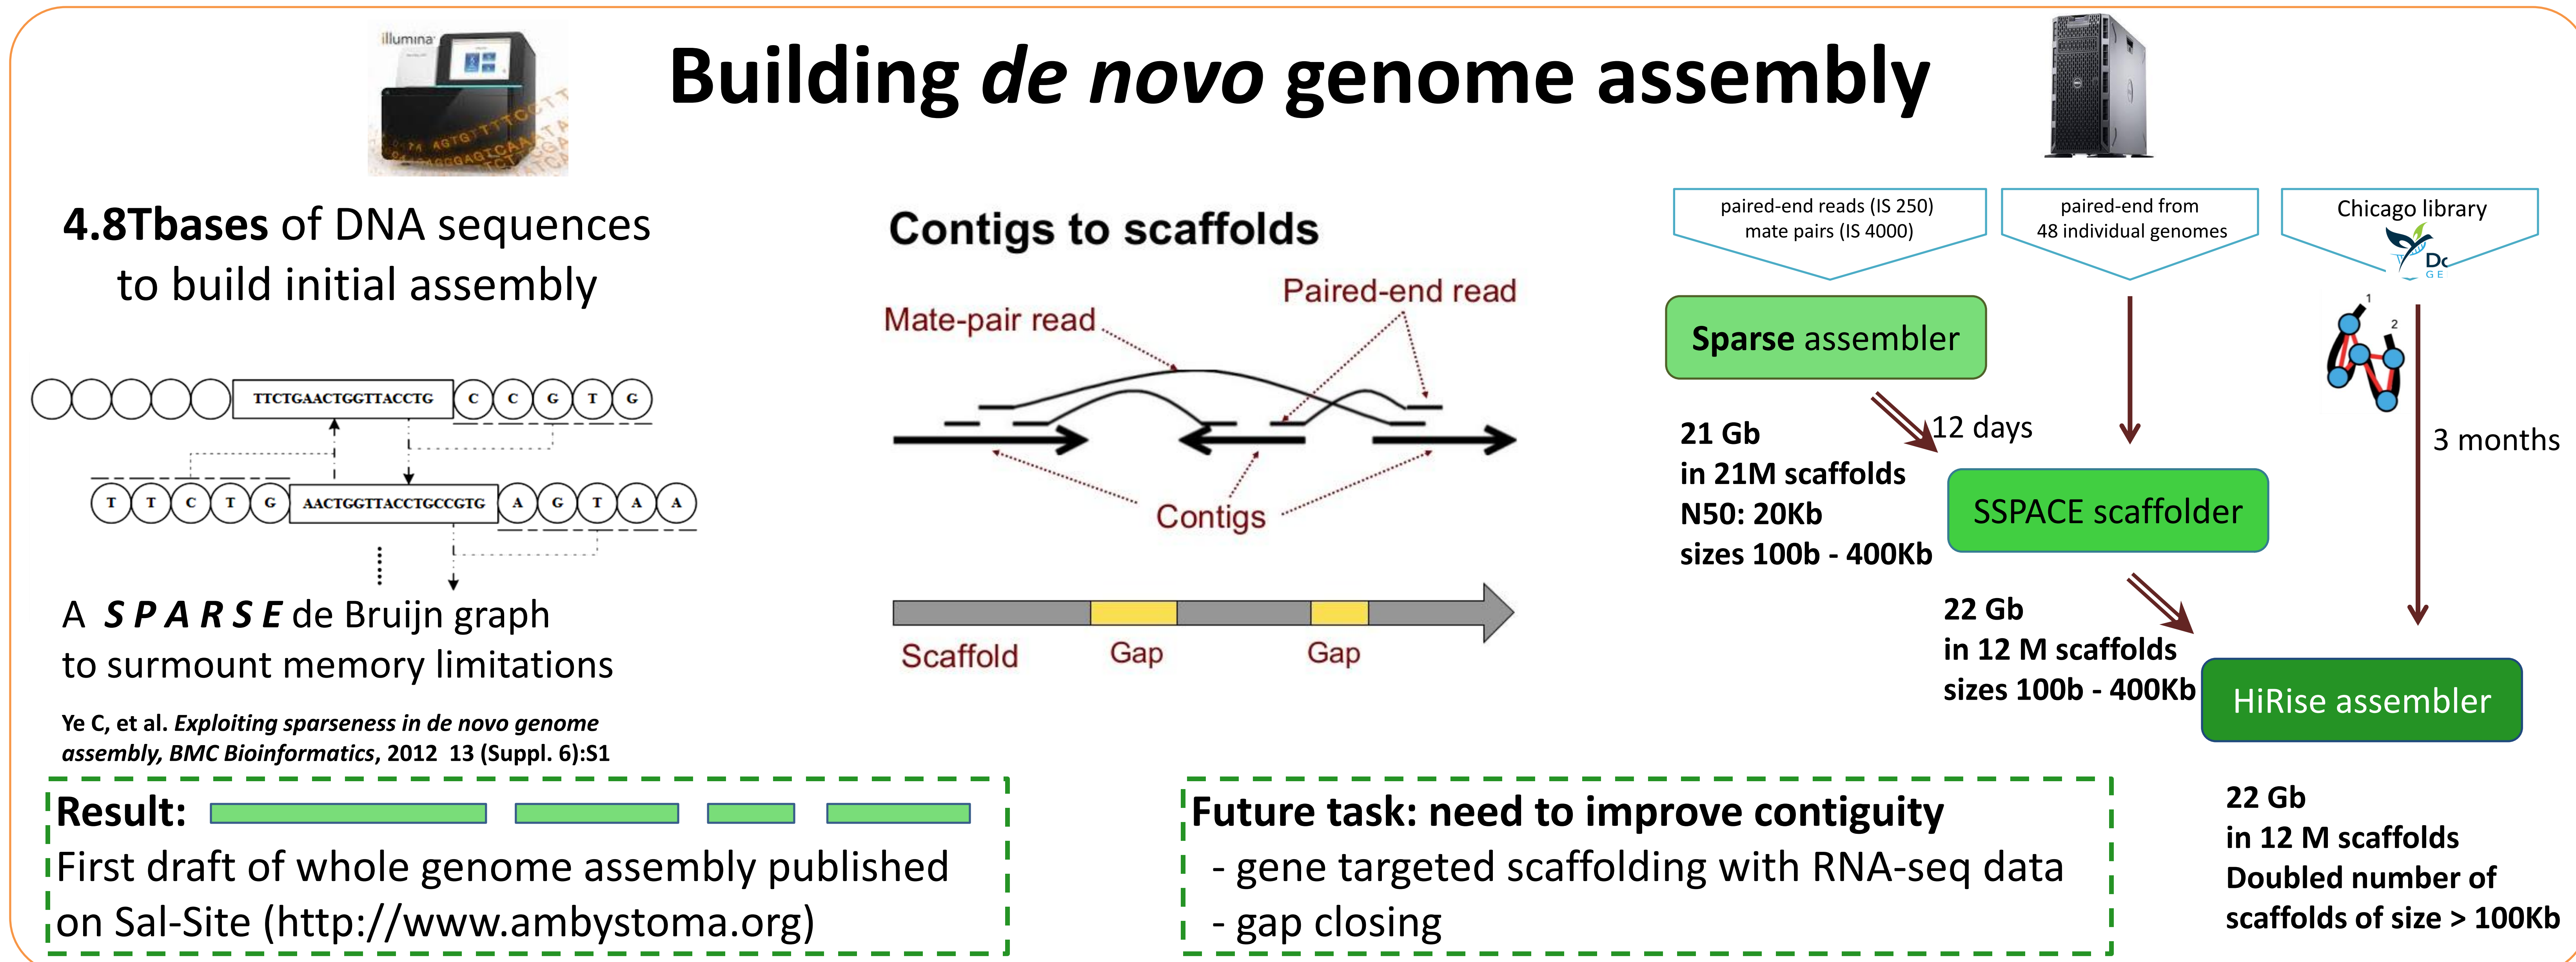 illumina
Building de novo genome assembly
4.8Tbases of DNA sequences
to build initial assembly
TTCTGAACTGGTTACCTG C C G T G
T T C T G AACTGGTTACCTGCCGTG A G T A A
A S P A R S E de Bruijn graph
to surmount memory limitations
Ye C, et al. Exploiting sparseness in de novo genome
assembly, BMC Bioinformatics, 2012 13 (Suppl. 6):S1
Contigs to scaffolds
Paired-end read
Mate-pair read
Contigs
Scaffold
Gap
Gap
paired-end reads (IS 250)
mate pairs (IS 4000)
paired-end from
48 individual genomes
Chicago library
Dc
GE
1
2
Sparse assembler
12 days
21 Gb
in 21M scaffolds
N50: 20Kb
sizes 100b - 400Kb
SSPACE scaffolder
3 months
22 Gb
in 12 M scaffolds
sizes 100b - 400Kb
HiRise assembler
22 Gb
in 12 M scaffolds
Doubled number of
scaffolds of size > 100Kb
Result:
First draft of whole genome assembly published
on Sal-Site (http://www.ambystoma.org)
Future task: need to improve contiguity
- gene targeted scaffolding with RNA-seq data
- gap closing